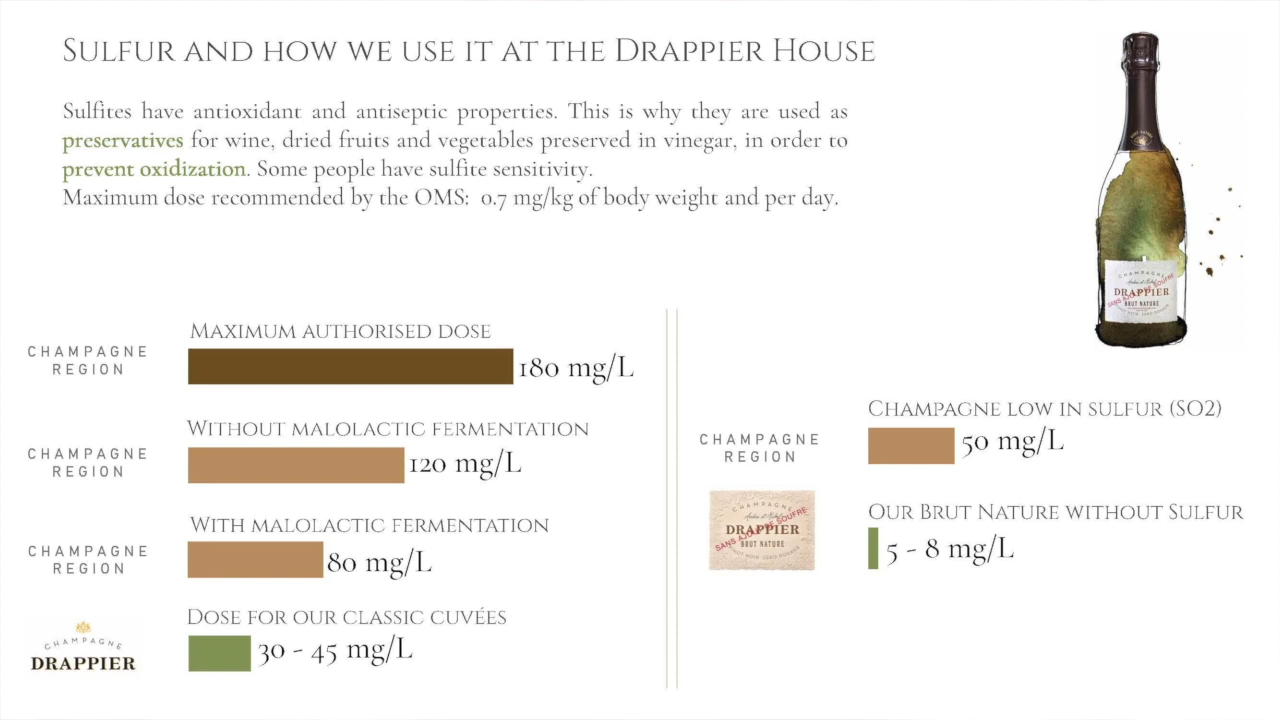 Sulfur and how we use it at the Drappier House
Sulfites have antioxidant and antiseptic properties. This is why they are used as
preservatives for wine, dried fruits and vegetables preserved in vinegar, in order to
prevent oxidization. Some people have sulfite sensitivity.
Maximum dose recommended by the OMS: 0.7 mg/kg of body weight and per day.
CHAMPAGNE
DRAPPIER
BRUT NATURE
CHAMPAGNE
REGION
Maximum authorised dose
180 mg/L
CHAMPAGNE
REGION
Without malolactic fermentation
120 mg/L
CHAMPAGNE
REGION
With malolactic fermentation
80 mg/L
CHAMPAGNE
DRAPPIER
Dose for our classic cuvées
30 - 45 mg/L
CHAMPAGNE
REGION
Champagne low in sulfur (SO2)
50 mg/L
CHAMPAGNE
DRAPPIER
SANS AJOUT DE SOUFRE
BRUT NATURE
Our Brut Nature without Sulfur
5 - 8 mg/L